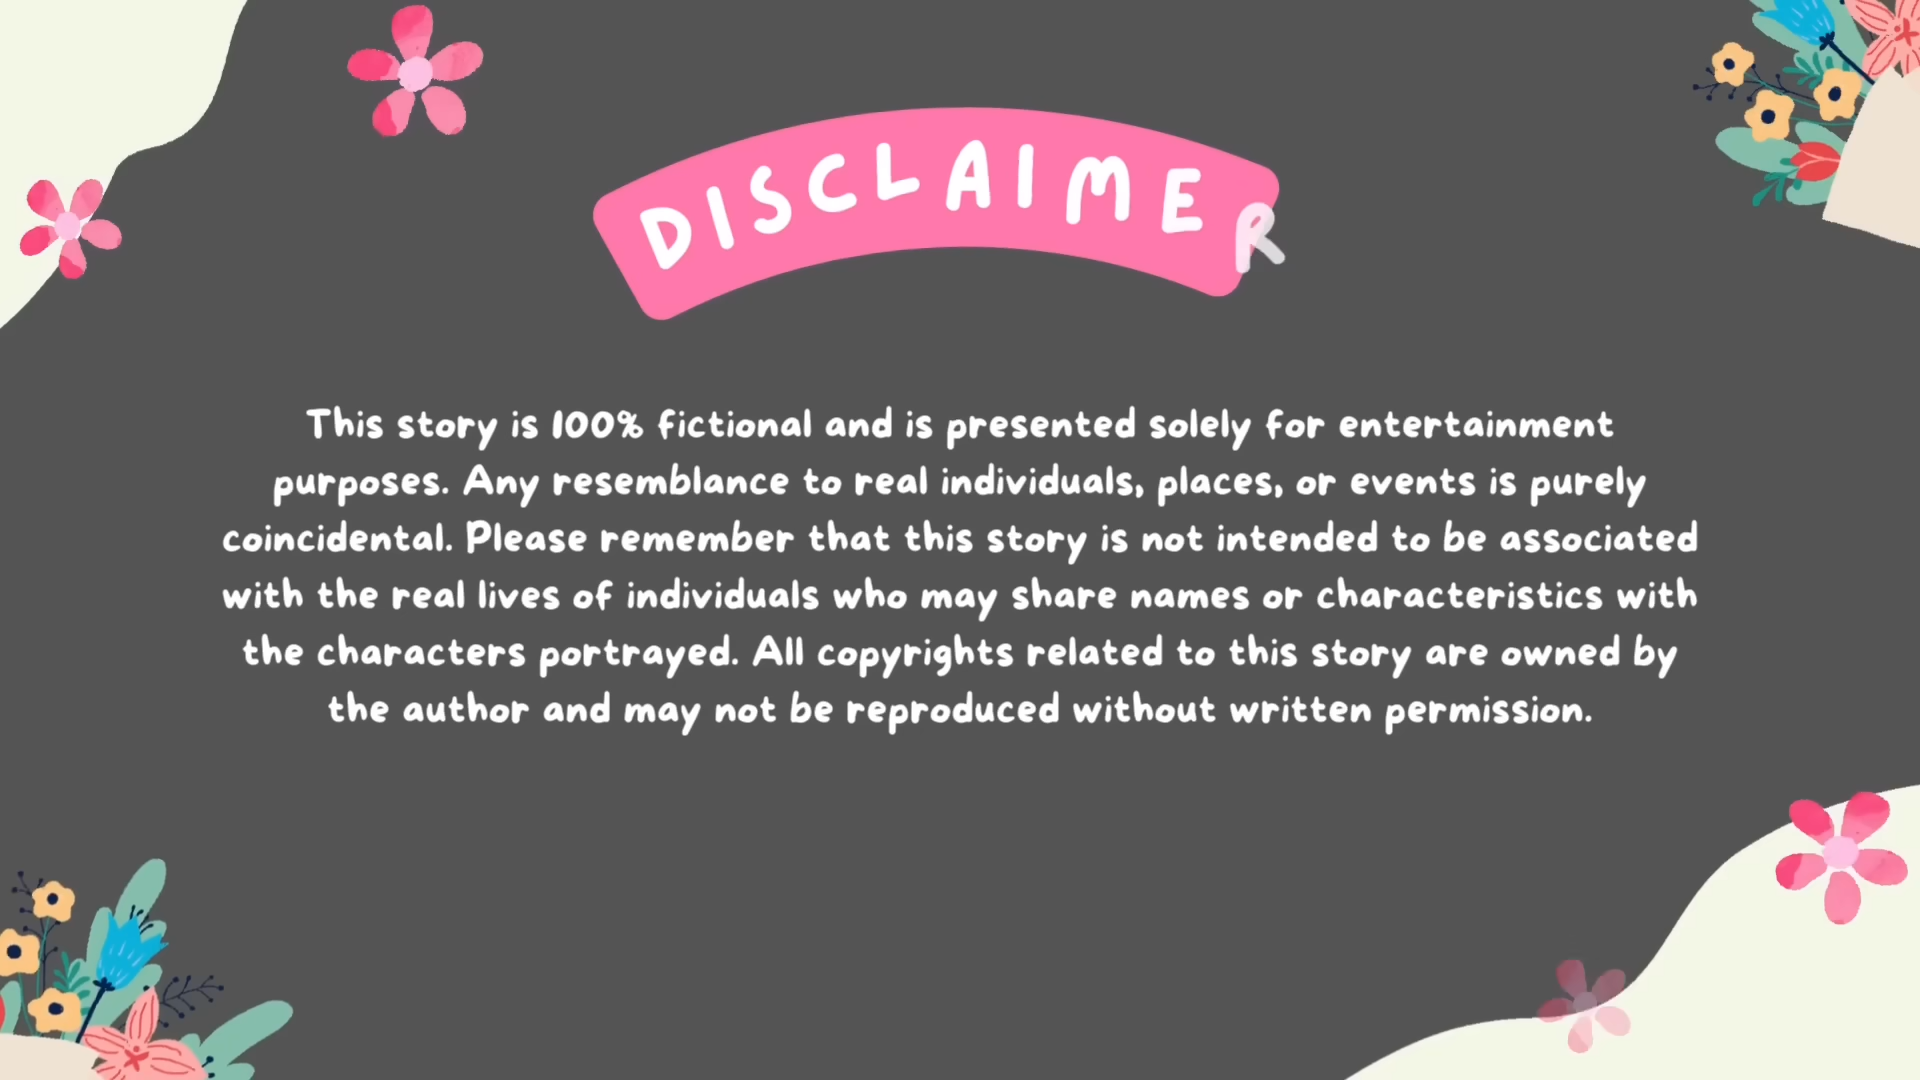 DISCLAIMER
This story is 100% fictional and is presented solely for entertainment
purposes. Any resemblance to real individuals, places, or events is purely
coincidental. Please remember that this story is not intended to be associated
with the real lives of individuals who may share names or characteristics with
the characters portrayed. All copyrights related to this story are owned by
the author and may not be reproduced without written permission.